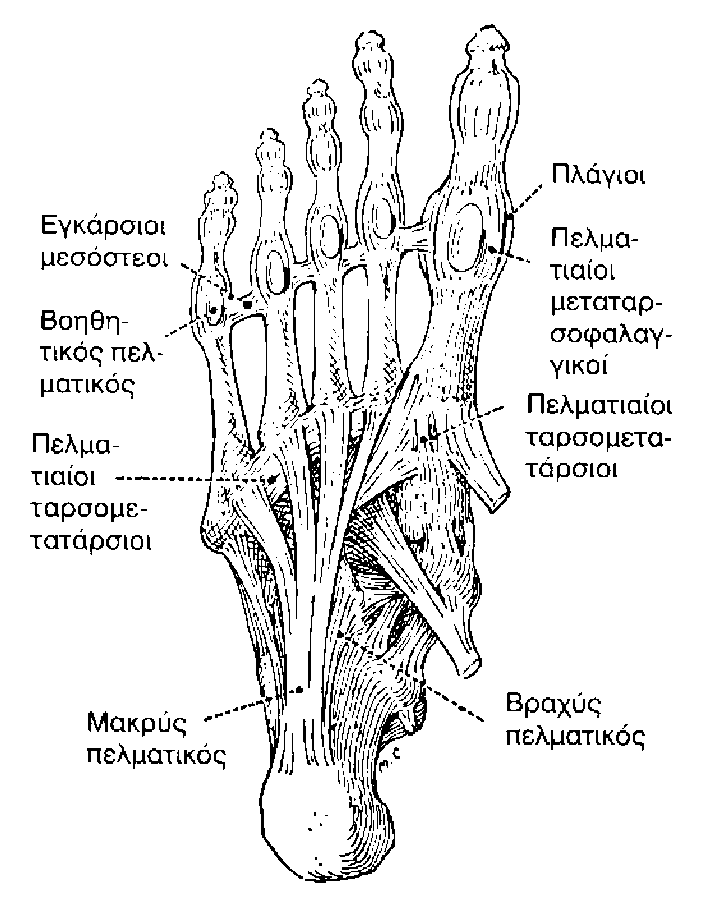 Πλάγιοι
Εγκάρσιοι
μεσόστεοι
Πελμα-
τιαίοι
μεταταρ-
σοφαλαγ-
γικοί
Βοηθη-
τικός πελ-
ματικός
Πελματιαίοι
ταρσομετα-
τάρσιοι
Πελμα-
τιαίοι
ταρσομε-
τατάρσιοι
Μακρύς
πελματικός
Βραχύς
πελματικός
M.C